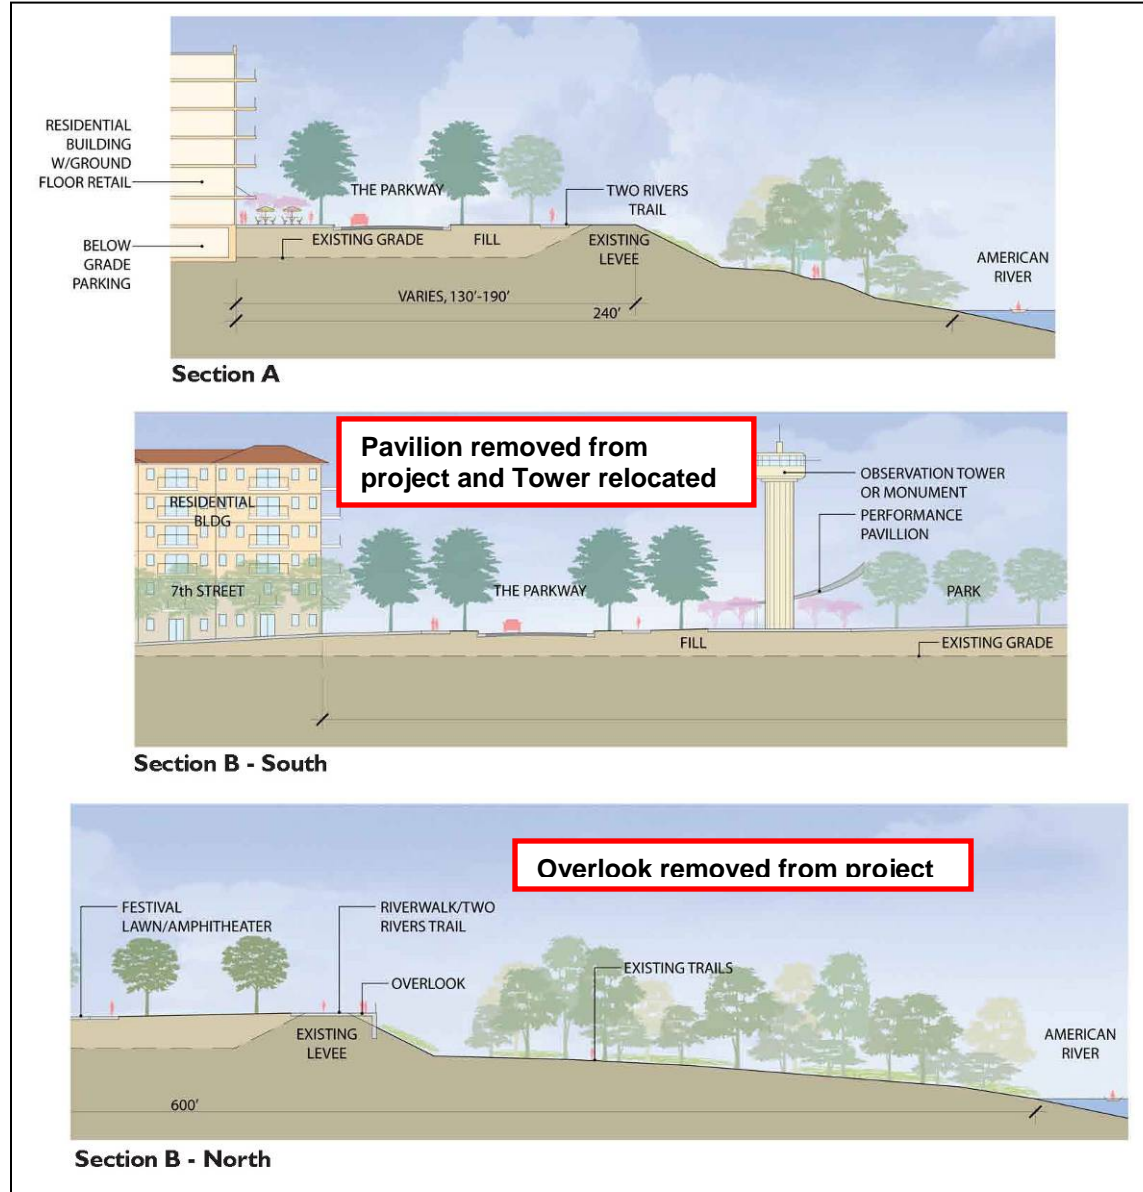 RESIDENTIAL
BUILDING
W/GROUND
FLOOR RETAIL
THE PARKWAY
TWO RIVERS
TRAIL
BELOW
GRADE
PARKING
EXISTING GRADE
FILL
EXISTING
LEVEE
AMERICAN
RIVER
VARIES, 130'-190'
240'
Section A
Pavilion removed from
project and Tower relocated
RESIDENTIAL
BLDG
7th STREET
THE PARKWAY
OBSERVATION TOWER
OR MONUMENT
PERFORMANCE
PAVILLION
PARK
FILL
EXISTING GRADE
Section B - South
Overlook removed from project
FESTIVAL
LAWN/AMPHITHEATER
RIVERWALK/TWO
RIVERS TRAIL
OVERLOOK
EXISTING TRAILS
EXISTING
LEVEE
AMERICAN
RIVER
600'
Section B - North